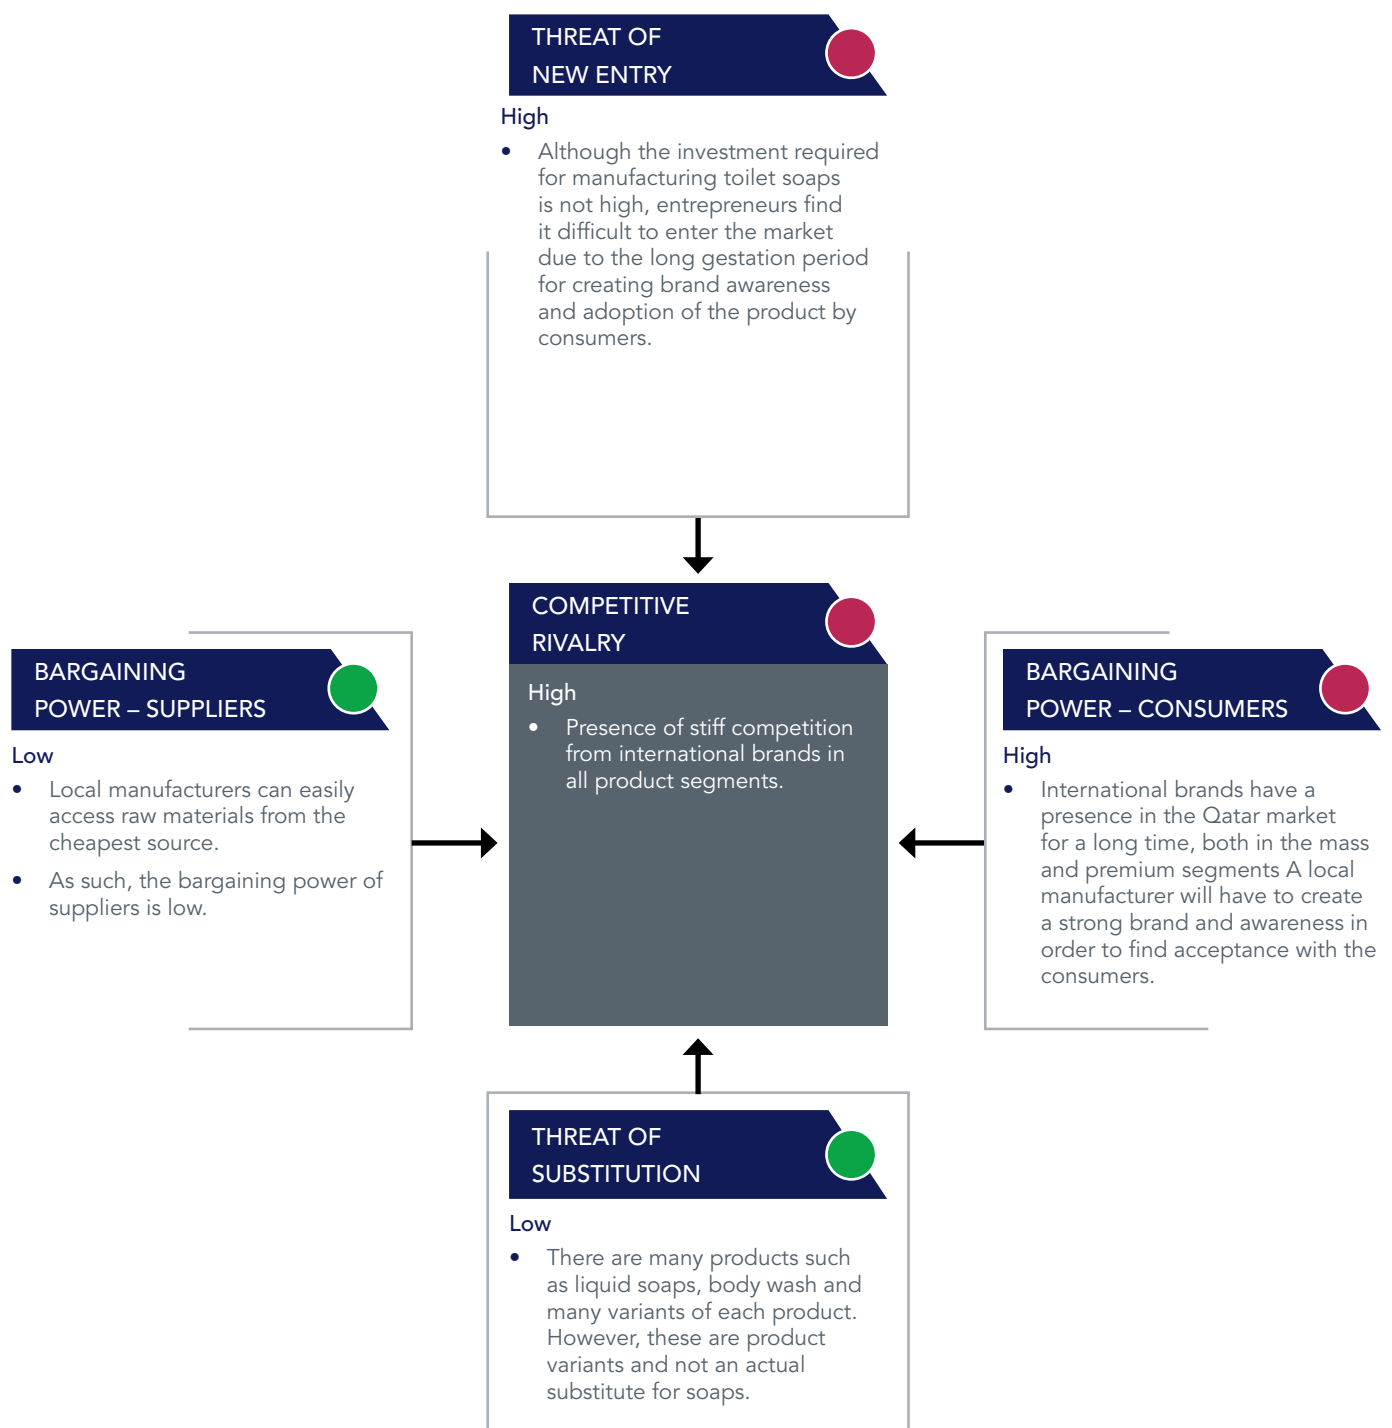 THREAT OF
NEW ENTRY
High
• Although the investment required
for manufacturing toilet soaps
is not high, entrepreneurs find
it difficult to enter the market
due to the long gestation period
for creating brand awareness
and adoption of the product by
consumers.
COMPETITIVE
RIVALRY
High
• Presence of stiff competition
from international brands in
all product segments.
BARGAINING
POWER – SUPPLIERS
Low
• Local manufacturers can easily
access raw materials from the
cheapest source.
• As such, the bargaining power of
suppliers is low.
BARGAINING
POWER – CONSUMERS
High
• International brands have a
presence in the Qatar market
for a long time, both in the mass
and premium segments A local
manufacturer will have to create
a strong brand and awareness in
order to find acceptance with the
consumers.
THREAT OF
SUBSTITUTION
Low
• There are many products such
as liquid soaps, body wash and
many variants of each product.
However, these are product
variants and not an actual
substitute for soaps.